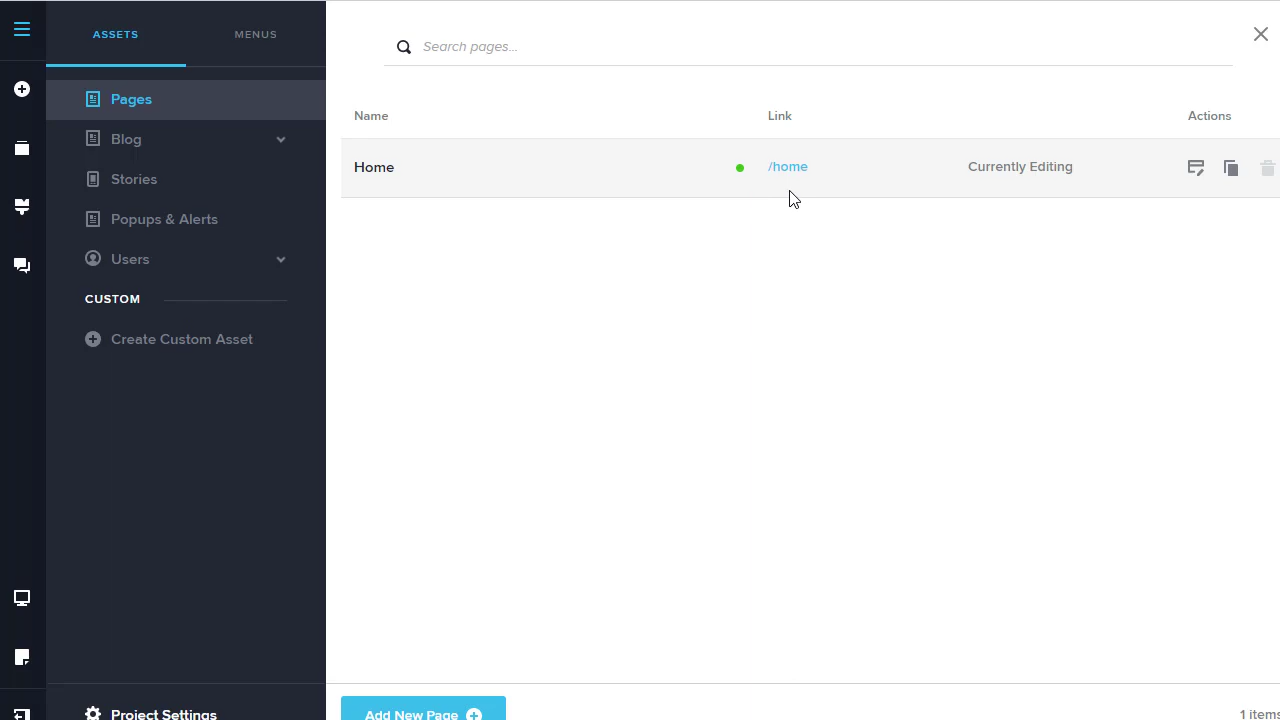 ASSETS
MENUS
Pages
Blog
Stories
Popups & Alerts
Users
CUSTOM
Create Custom Asset
Project Settings
Search pages...
Name Link Actions
Home /home Currently Editing
Add New Page
1 items